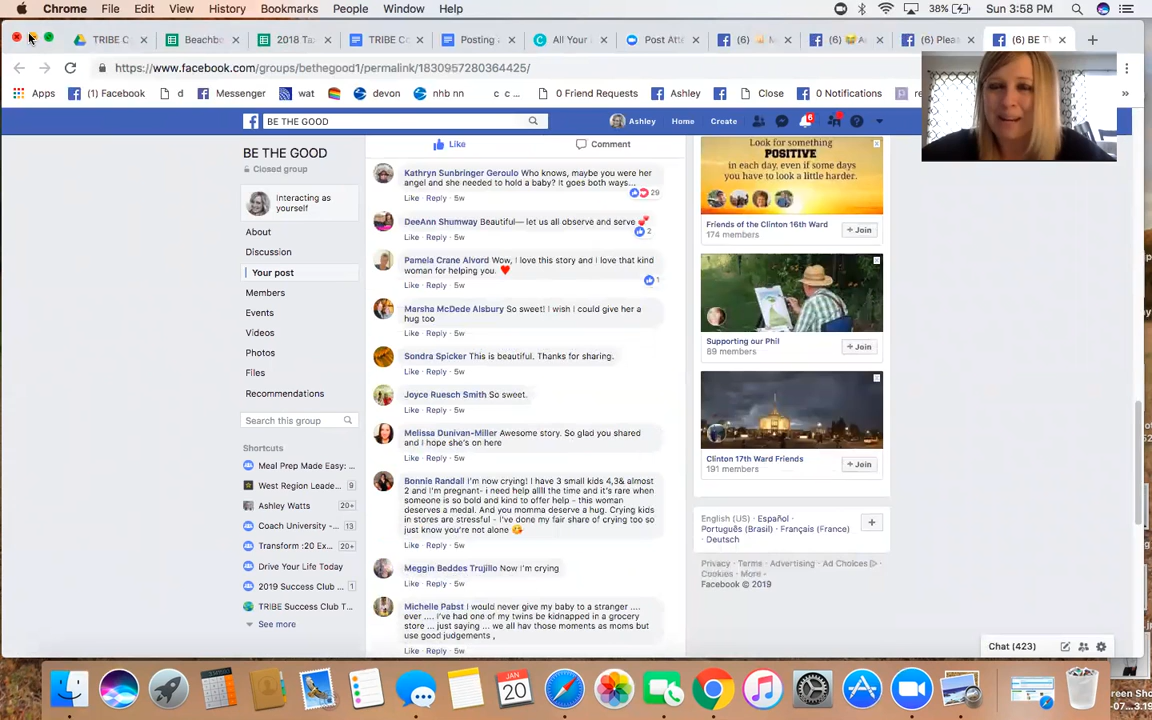 Chrome File Edit View History Bookmarks People Window Help 38% Sun 3:58 PM
TRIBE C Beachbo 2018 Ta TRIBE C Posting All Your Post Att (6) M (6) A (6) Pleas (6) BE T
https://www.facebook.com/groups/bethegood1/permalink/1830957280364425/
Apps (1) Facebook d Messenger wat devon nhb nn c c ... 0 Friend Requests Ashley Close 0 Notifications »
BE THE GOOD Ashley Home Create 6
BE THE GOOD
Closed group
Interacting as
yourself
About
Discussion
Your post
Members
Events
Videos
Photos
Files
Recommendations
Search this group
Shortcuts
Meal Prep Made Easy: ...
West Region Leade... 9
Ashley Watts 20+
Coach University -... 13
Transform :20 Ex... 20+
Drive Your Life Today
2019 Success Club ... 1
TRIBE Success Club T...
See more
Like Comment
Kathryn Sunbringer Geroulo Who knows, maybe you were her
angel and she needed to hold a baby? It goes both ways...
29
Like · Reply · 5w
DeeAnn Shumway Beautiful— let us all observe and serve 💕
2
Like · Reply · 5w
Pamela Crane Alvord Wow, I love this story and I love that kind
woman for helping you. ❤️
1
Like · Reply · 5w
Marsha McDede Alsbury So sweet! I wish I could give her a
hug too
Like · Reply · 5w
Sondra Spicker This is beautiful. Thanks for sharing.
Like · Reply · 5w
Joyce Ruesch Smith So sweet.
Like · Reply · 5w
Melissa Dunivan-Miller Awesome story. So glad you shared
and I hope she's on here
Like · Reply · 5w
Bonnie Randall I'm now crying! I have 3 small kids 4,3& almost
2 and I'm pregnant- i need help allll the time and it's rare when
someone is so bold and kind to offer help - this woman
deserves a medal. And you momma deserve a hug. Crying kids
in stores are stressful - I've done my fair share of crying too so
just know you're not alone 😋
Like · Reply · 5w
Meggin Beddes Trujillo Now I'm crying
Like · Reply · 5w
Michelle Pabst I would never give my baby to a stranger ....
ever .... i've had one of my twins be kidnapped in a grocery
store ... just saying ... we all hav those moments as moms but
use good judgements ,
Like · Reply · 5w
Look for something
POSITIVE
in each day, even if some days
you have to look a little harder.
Friends of the Clinton 16th Ward
174 members
+ Join
Supporting our Phil
89 members
+ Join
Clinton 17th Ward Friends
191 members
+ Join
English (US) · Español ·
Português (Brasil) · Français (France) ·
Deutsch
+
Privacy · Terms · Advertising · Ad Choices ·
Cookies · More
Facebook © 2019
Chat (423)
JAN
20